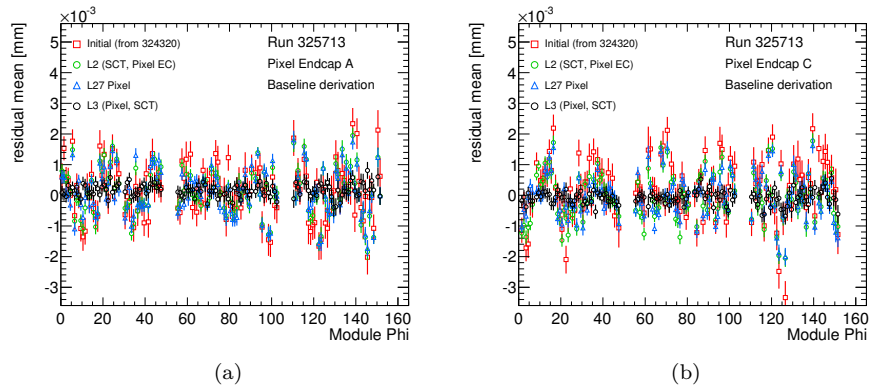 ×10⁻³
residual mean [mm]
5
4
3
2
1
0
-1
-2
-3
Initial (from 324320)
L2 (SCT, Pixel EC)
L27 Pixel
L3 (Pixel, SCT)
Run 325713
Pixel Endcap A
Baseline derivation
0 20 40 60 80 100 120 140 160
Module Phi
(a)
×10⁻³
residual mean [mm]
5
4
3
2
1
0
-1
-2
-3
Initial (from 324320)
L2 (SCT, Pixel EC)
L27 Pixel
L3 (Pixel, SCT)
Run 325713
Pixel Endcap C
Baseline derivation
0 20 40 60 80 100 120 140 160
Module Phi
(b)